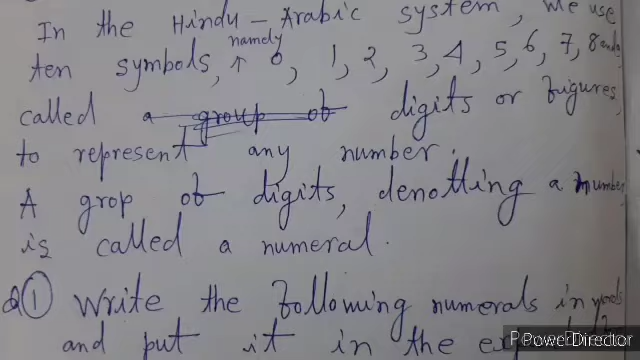 In the Hindu - Arabic system, we use
ten symbols, namely 0, 1, 2, 3, 4, 5, 6, 7, 8 and
called a group of digits or figures,
to represent any number.
A grop of digits, denotting a number
is called a numeral.
Q① Write the following numerals in words
and put it in the
PowerDirector